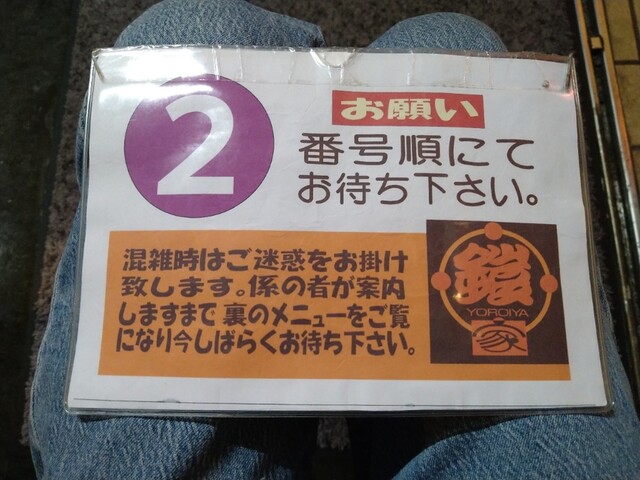 2
お願い
番号順にて
お待ち下さい。
混雑時はご迷惑をお掛け
致します。係の者が案内
しますまで裏のメニューをご覧
になり今しばらくお待ち下さい。
鎧
YOROIYA
家